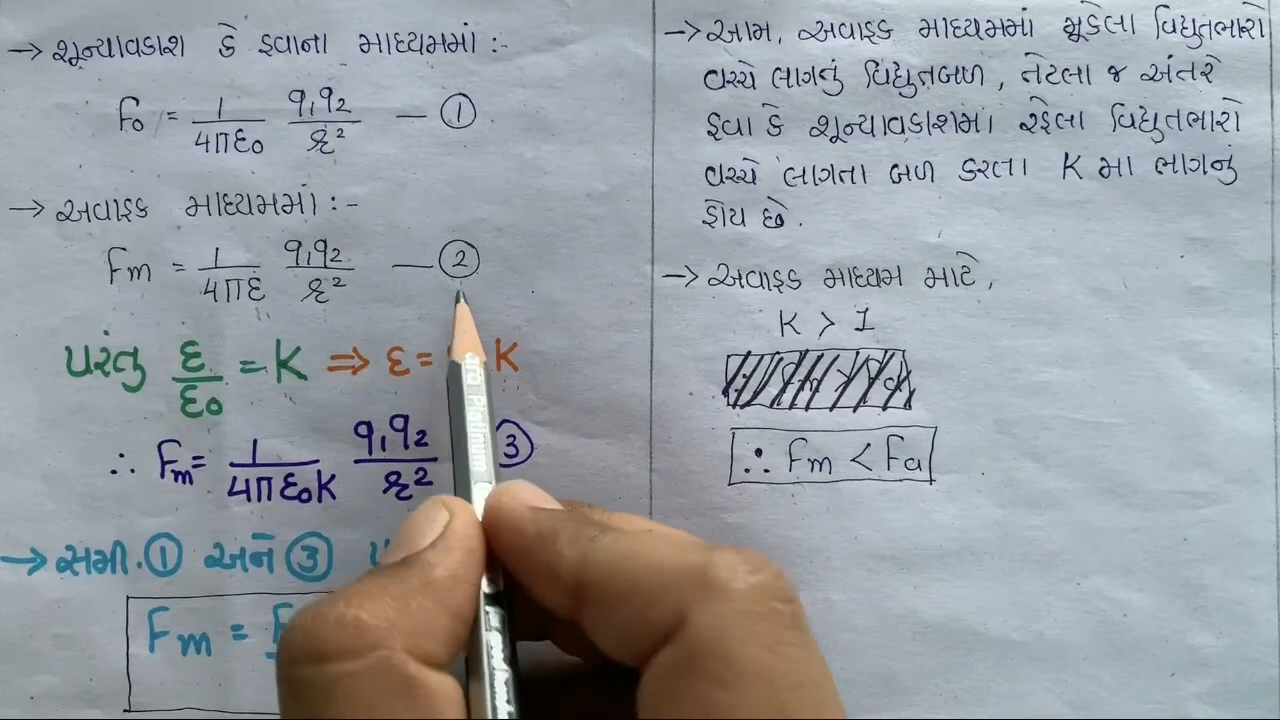 → શૂન્યાવકાશ કે હવાના માધ્યમમાં :-
F₀ = 1/4πε₀ q₁q₂/r² — ①
→ અવાહક માધ્યમમાં :-
Fm = 1/4πε q₁q₂/r² — ②
પરંતુ ε/ε₀ = K ⇒ ε = K
∴ Fm = 1/4πε₀K q₁q₂/r² ③
→ સમી. ① અને ③
Fm =
→ આમ, અવાહક માધ્યમમાં મૂકેલા વિદ્યુતભારો
વચ્ચે લાગતું વિદ્યુતબળ, તેટલા જ અંતરે
હવા કે શૂન્યાવકાશમાં રહેલા વિદ્યુતભારો
વચ્ચે લાગતા બળ કરતા K મા ભાગનું
હોય છે.
→ અવાહક માધ્યમ માટે,
K > 1
∴ Fm < Fa